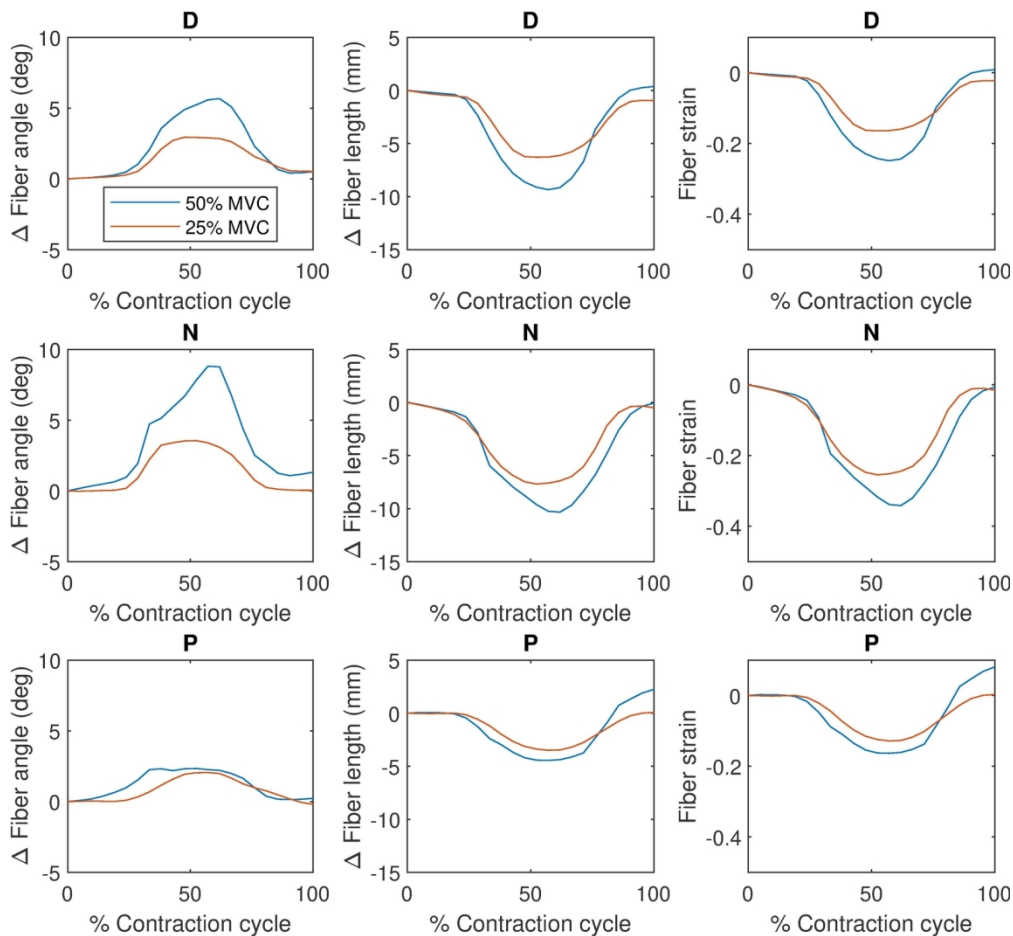 D
D
D
Δ Fiber angle (deg)
10
5
0
-5
50% MVC
25% MVC
0
50
100
% Contraction cycle
Δ Fiber length (mm)
5
0
-5
-10
-15
0
50
100
% Contraction cycle
Fiber strain
0
-0.2
-0.4
0
50
100
% Contraction cycle
N
N
N
Δ Fiber angle (deg)
10
5
0
-5
0
50
100
% Contraction cycle
Δ Fiber length (mm)
5
0
-5
-10
-15
0
50
100
% Contraction cycle
Fiber strain
0
-0.2
-0.4
0
50
100
% Contraction cycle
P
P
P
Δ Fiber angle (deg)
10
5
0
-5
0
50
100
% Contraction cycle
Δ Fiber length (mm)
5
0
-5
-10
-15
0
50
100
% Contraction cycle
Fiber strain
0
-0.2
-0.4
0
50
100
% Contraction cycle